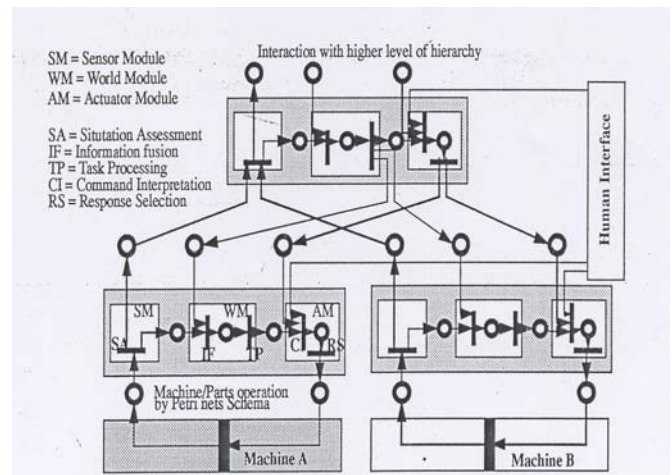 Interaction with higher level of hierarchy
SM = Sensor Module
WM = World Module
AM = Actuator Module
SA = Situtation Assessment
IF = Information fusion
TP = Task Processing
CI = Command Interpretation
RS = Response Selection
Human Interface
SM
WM
AM
SA
IF
TP
C
RS
Machine/Parts operation
by Petri nets Schema
Machine A
Machine B